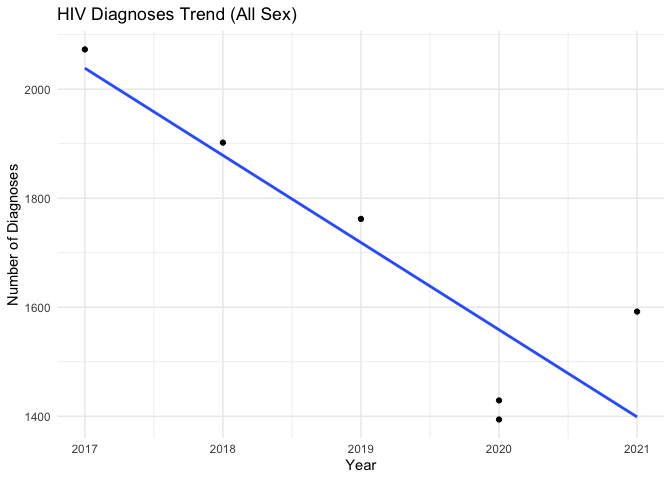 HIV Diagnoses Trend (All Sex)
Number of Diagnoses
2000
1800
1600
1400
2017 2018 2019 2020 2021
Year